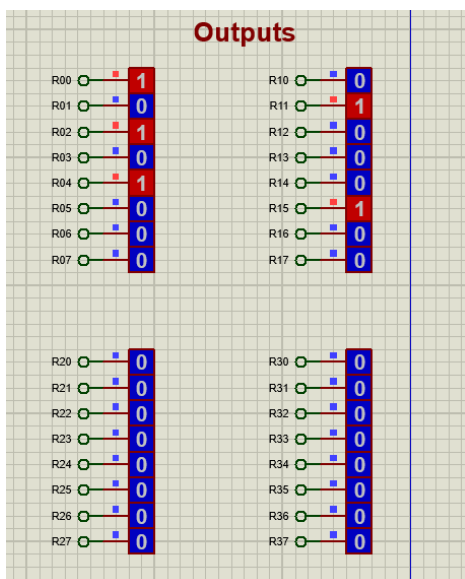 Outputs
R00 1 R10 0
R01 0 R11 1
R02 1 R12 0
R03 0 R13 0
R04 1 R14 0
R05 0 R15 1
R06 0 R16 0
R07 0 R17 0
R20 0 R30 0
R21 0 R31 0
R22 0 R32 0
R23 0 R33 0
R24 0 R34 0
R25 0 R35 0
R26 0 R36 0
R27 0 R37 0